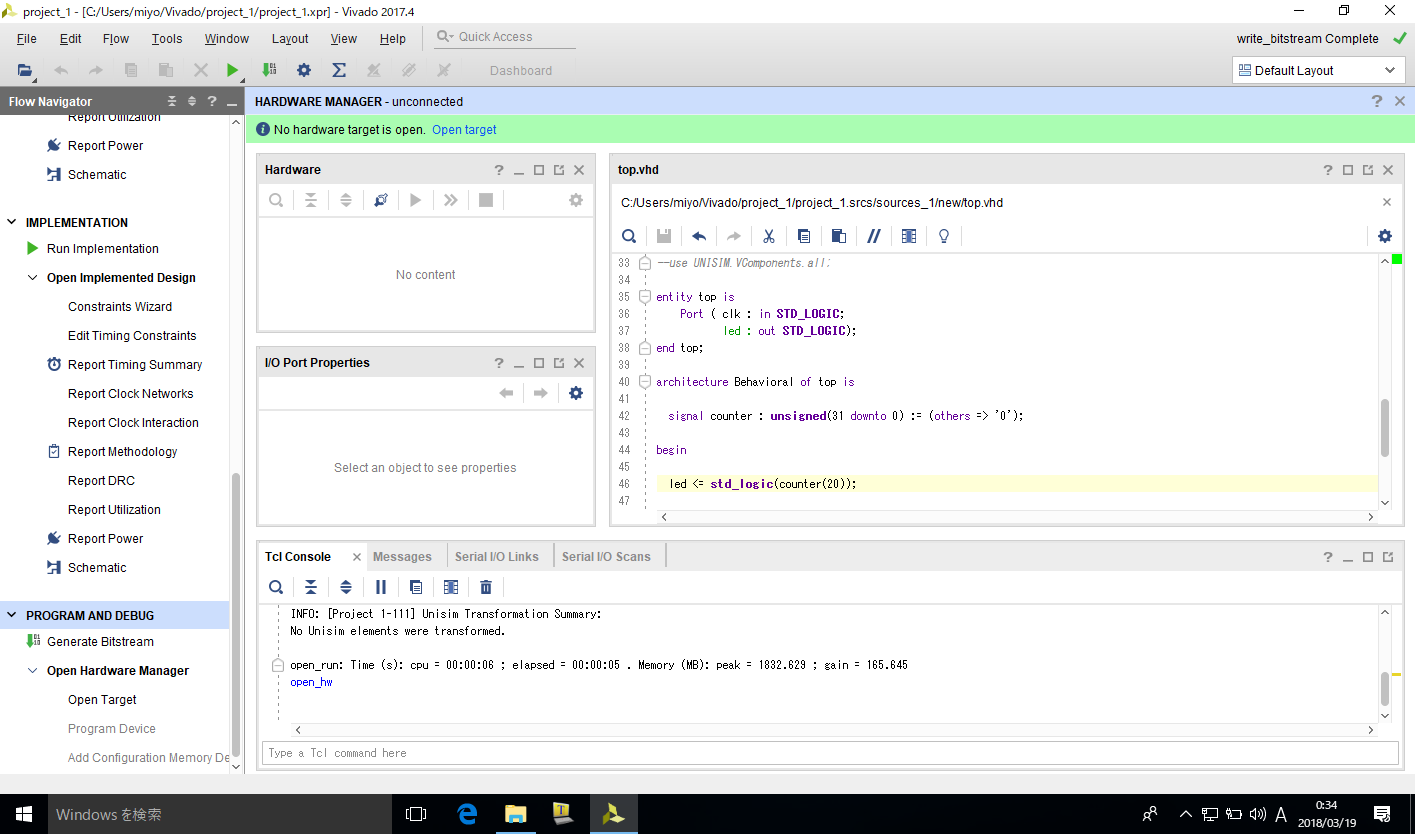 project_1 - [C:/Users/miyo/Vivado/project_1/project_1.xpr] - Vivado 2017.4
File Edit Flow Tools Window Layout View Help Quick Access write_bitstream Complete
Dashboard Default Layout
Flow Navigator
Report Utilization
Report Power
Schematic
IMPLEMENTATION
Run Implementation
Open Implemented Design
Constraints Wizard
Edit Timing Constraints
Report Timing Summary
Report Clock Networks
Report Clock Interaction
Report Methodology
Report DRC
Report Utilization
Report Power
Schematic
PROGRAM AND DEBUG
Generate Bitstream
Open Hardware Manager
Open Target
Program Device
Add Configuration Memory De
HARDWARE MANAGER - unconnected
No hardware target is open. Open target
Hardware
No content
I/O Port Properties
Select an object to see properties
top.vhd
C:/Users/miyo/Vivado/project_1/project_1.srcs/sources_1/new/top.vhd
33 --use UNISIM.VComponents.all;
34
35 entity top is
36 Port ( clk : in STD_LOGIC;
37 led : out STD_LOGIC);
38 end top;
39
40 architecture Behavioral of top is
41
42 signal counter : unsigned(31 downto 0) := (others => '0');
43
44 begin
45
46 led <= std_logic(counter(20));
47
Tcl Console Messages Serial I/O Links Serial I/O Scans
INFO: [Project 1-111] Unisim Transformation Summary:
No Unisim elements were transformed.
open_run: Time (s): cpu = 00:00:06 ; elapsed = 00:00:05 . Memory (MB): peak = 1832.629 ; gain = 165.645
open_hw
Type a Tcl command here
Windows を検索
A
0:34
2018/03/19